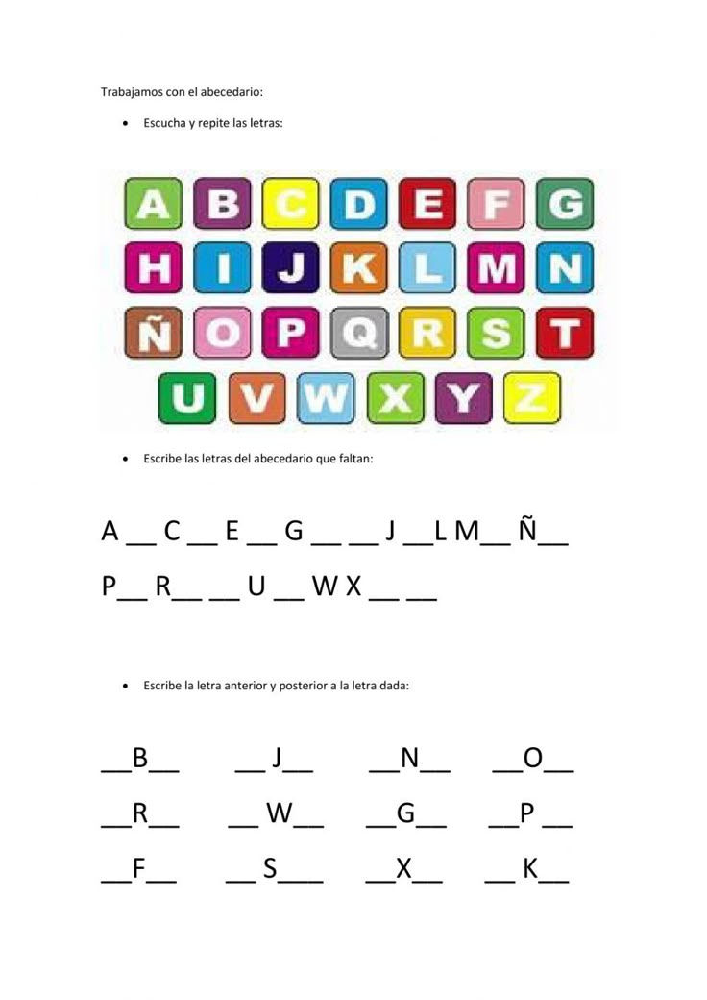 Trabajamos con el abecedario:
• Escucha y repite las letras:
A B C D E F G
H I J K L M N
Ñ O P Q R S T
U V W X Y Z
• Escribe las letras del abecedario que faltan:
A __ C __ E __ G __ __ J __L M__ Ñ__
P__ R__ __ U __ W X __ __
• Escribe la letra anterior y posterior a la letra dada:
__B__ __ J__ __N__ __O__
__R__ __ W__ __G__ __P __
__F__ __ S___ __X__ __ K__